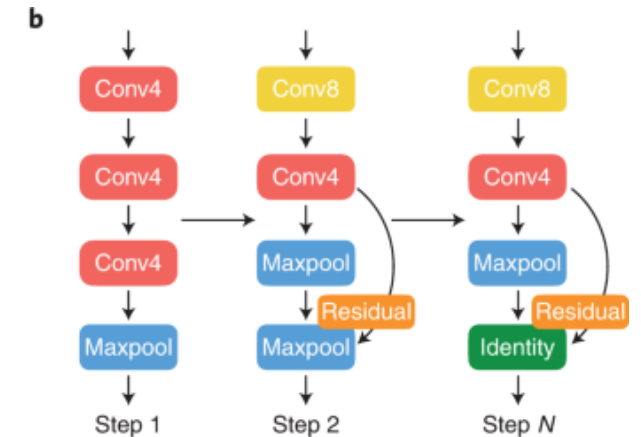 b
Conv4
Conv4
Conv4
Maxpool
Step 1
Conv8
Conv4
Maxpool
Residual
Maxpool
Step 2
Conv8
Conv4
Maxpool
Residual
Identity
Step N